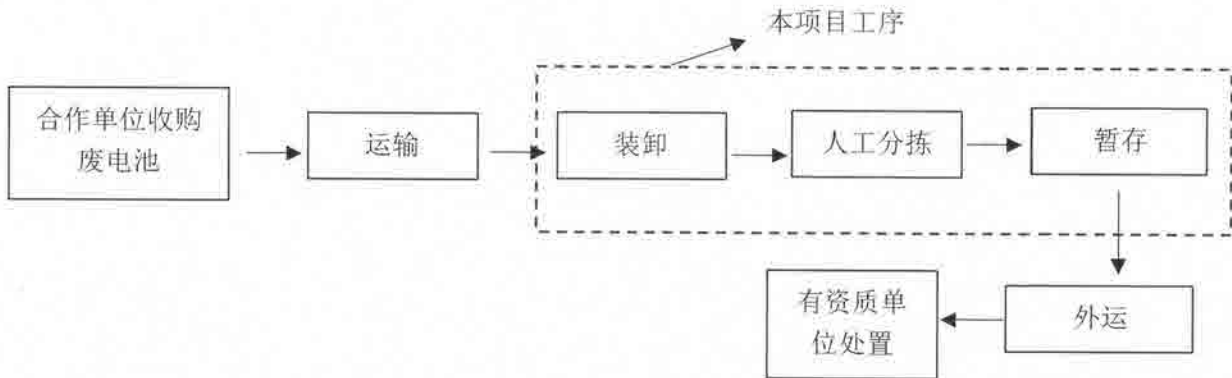 本项目工序
合作单位收购
废电池
运输
装卸
人工分拣
暂存
有资质单
位处置
外运